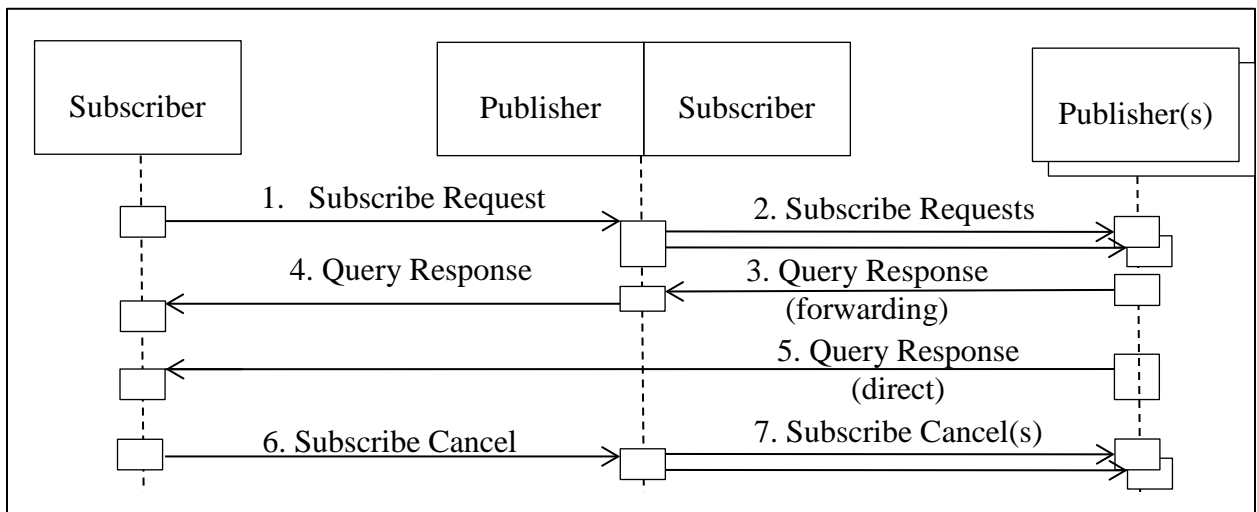 Subscriber
Publisher
Subscriber
Publisher(s)
1. Subscribe Request
2. Subscribe Requests
4. Query Response
3. Query Response
(forwarding)
5. Query Response
(direct)
6. Subscribe Cancel
7. Subscribe Cancel(s)